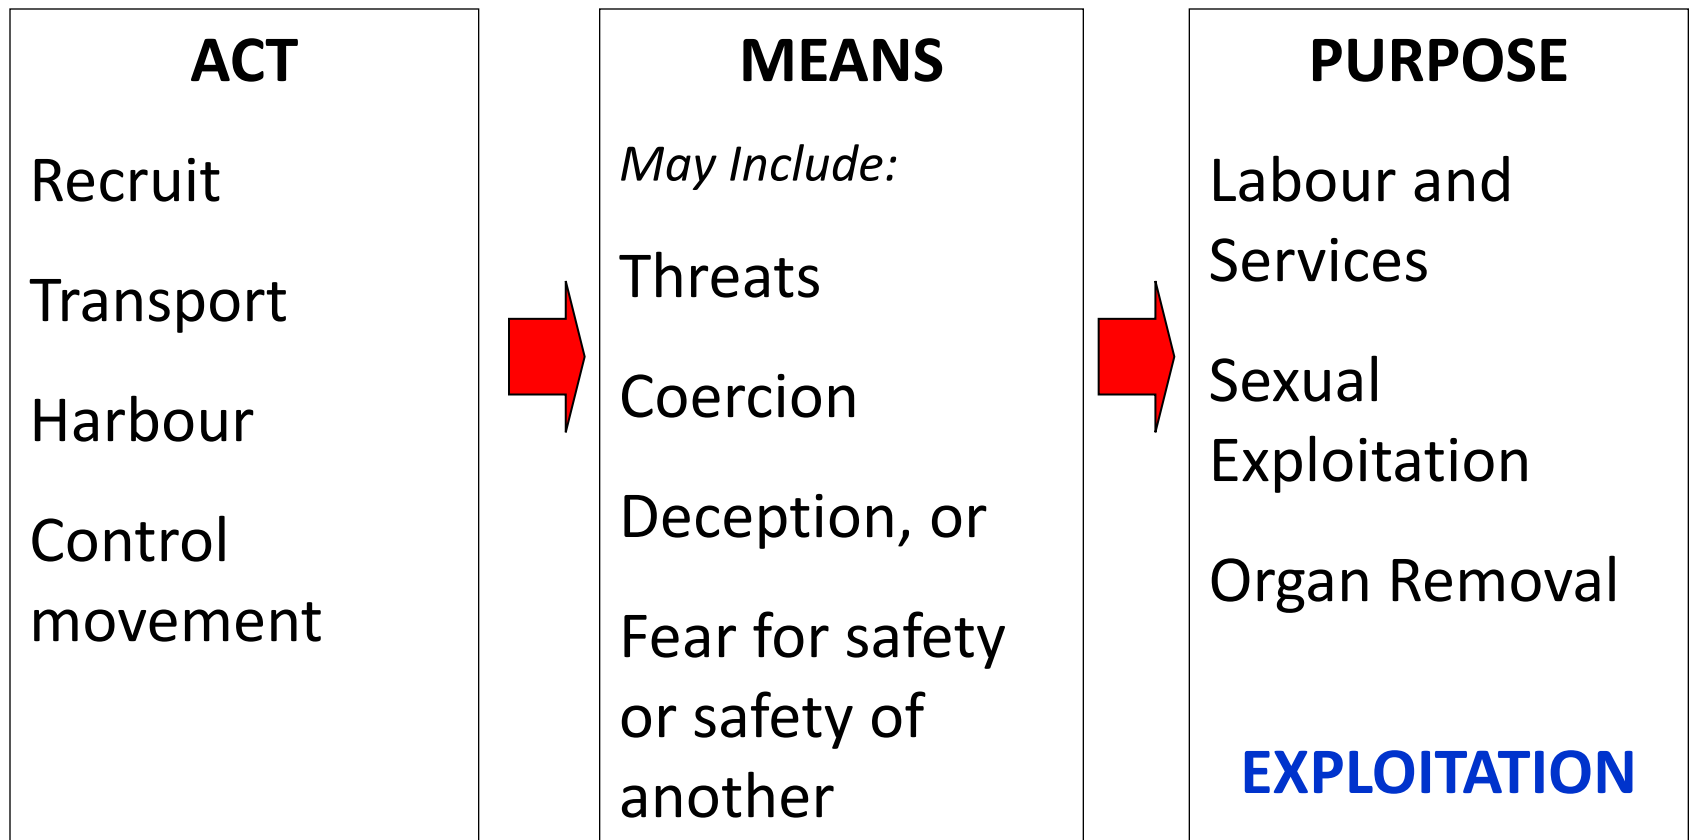 ACT
Recruit
Transport
Harbour
Control
movement
MEANS
May Include:
Threats
Coercion
Deception, or
Fear for safety
or safety of
another
PURPOSE
Labour and
Services
Sexual
Exploitation
Organ Removal
EXPLOITATION